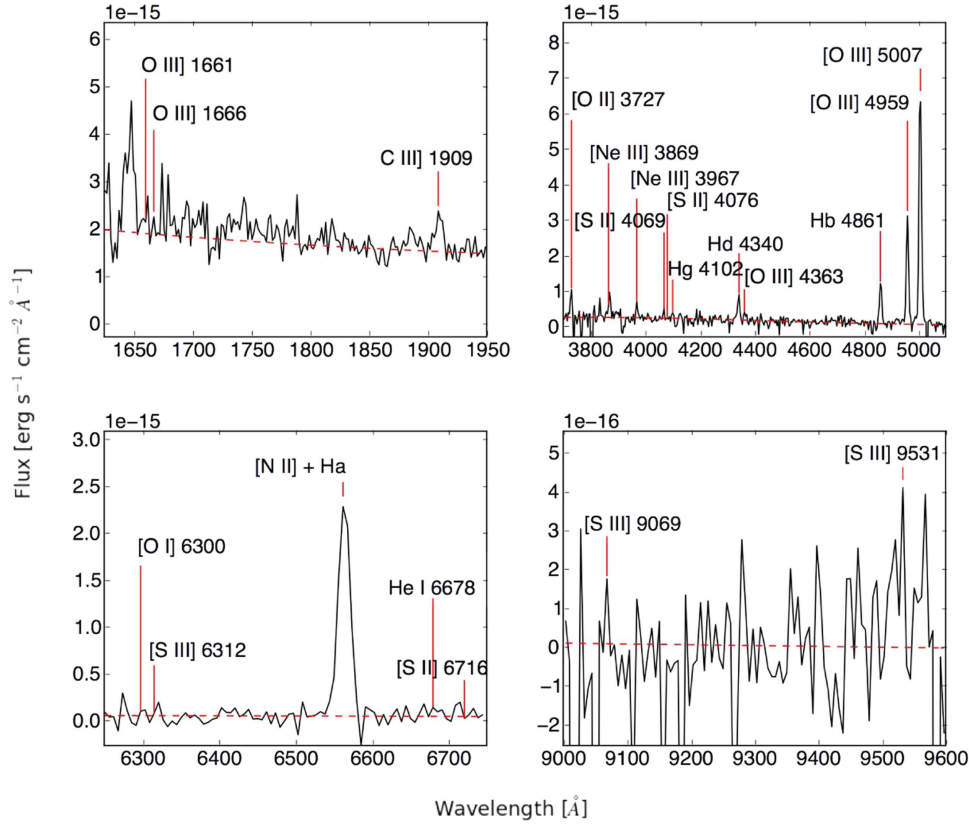 1e-15
6
5
4
3
2
1
0
O III] 1661
O III] 1666
C III] 1909
1650 1700 1750 1800 1850 1900 1950
1e-15
8
7
6
5
4
3
2
1
0
[O III] 5007
[O II] 3727
[O III] 4959
[Ne III] 3869
[Ne III] 3967
[S II] 4076
[S II] 4069
Hb 4861
Hd 4340
Hg 4102
[O III] 4363
3800 4000 4200 4400 4600 4800 5000
Flux [erg s⁻¹ cm⁻² Å⁻¹]
1e-15
3.0
2.5
2.0
1.5
1.0
0.5
0.0
[N II] + Ha
[O I] 6300
He I 6678
[S III] 6312
[S II] 6716
6300 6400 6500 6600 6700
1e-16
5
4
3
2
1
0
−1
−2
[S III] 9531
[S III] 9069
9000 9100 9200 9300 9400 9500 9600
Wavelength [Å]